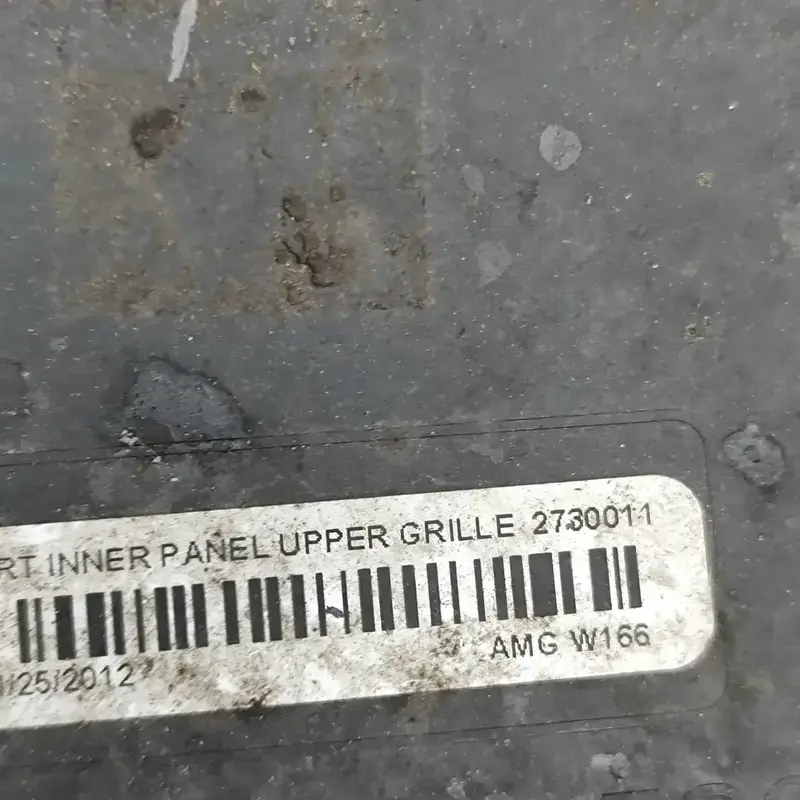 RT INNER PANEL UPPER GRILLE 2730011
/25/2012
AMG W166